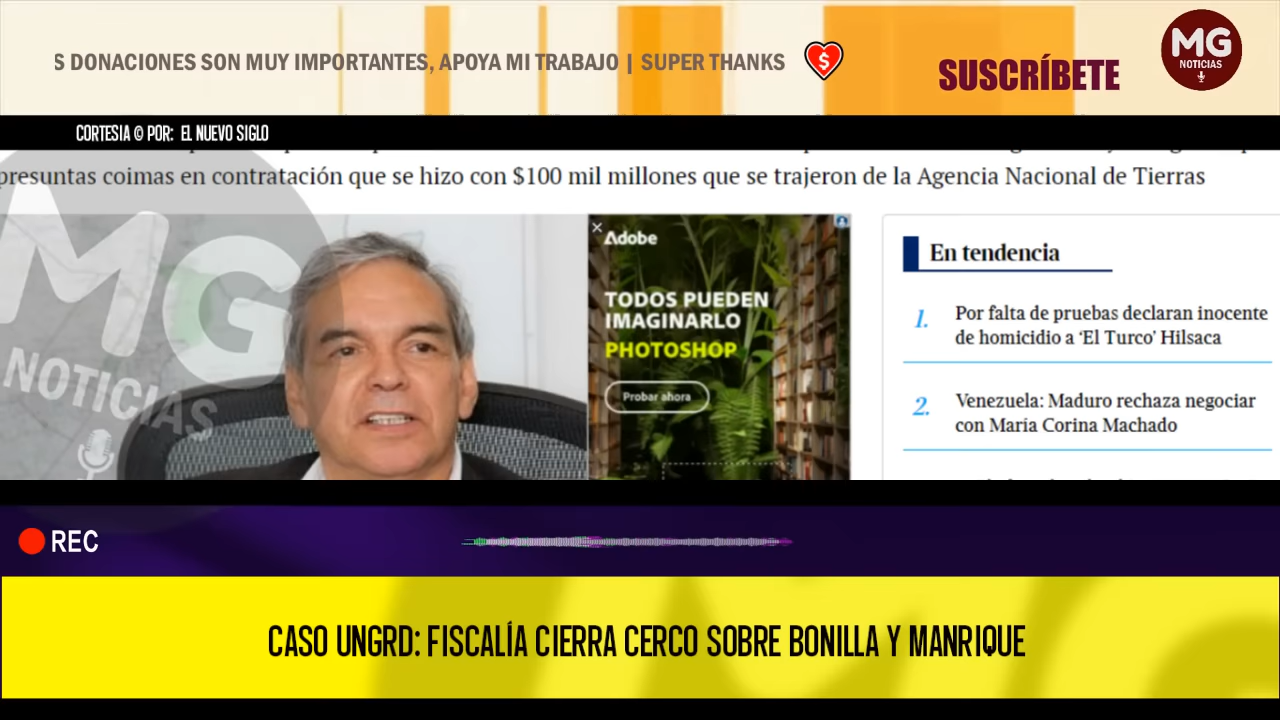 S DONACIONES SON MUY IMPORTANTES, APOYA MI TRABAJO | SUPER THANKS
$
SUSCRÍBETE
MG
NOTICIAS
CORTESIA © POR: EL NUEVO SIGLO
presuntas coimas en contratación que se hizo con $100 mil millones que se trajeron de la Agencia Nacional de Tierras
MG
NOTICIAS
Adobe
TODOS PUEDEN
IMAGINARLO
PHOTOSHOP
Probar ahora
En tendencia
1. Por falta de pruebas declaran inocente
de homicidio a ‘El Turco’ Hilsaca
2. Venezuela: Maduro rechaza negociar
con María Corina Machado
REC
CASO UNGRD: FISCALÍA CIERRA CERCO SOBRE BONILLA Y MANRIQUE